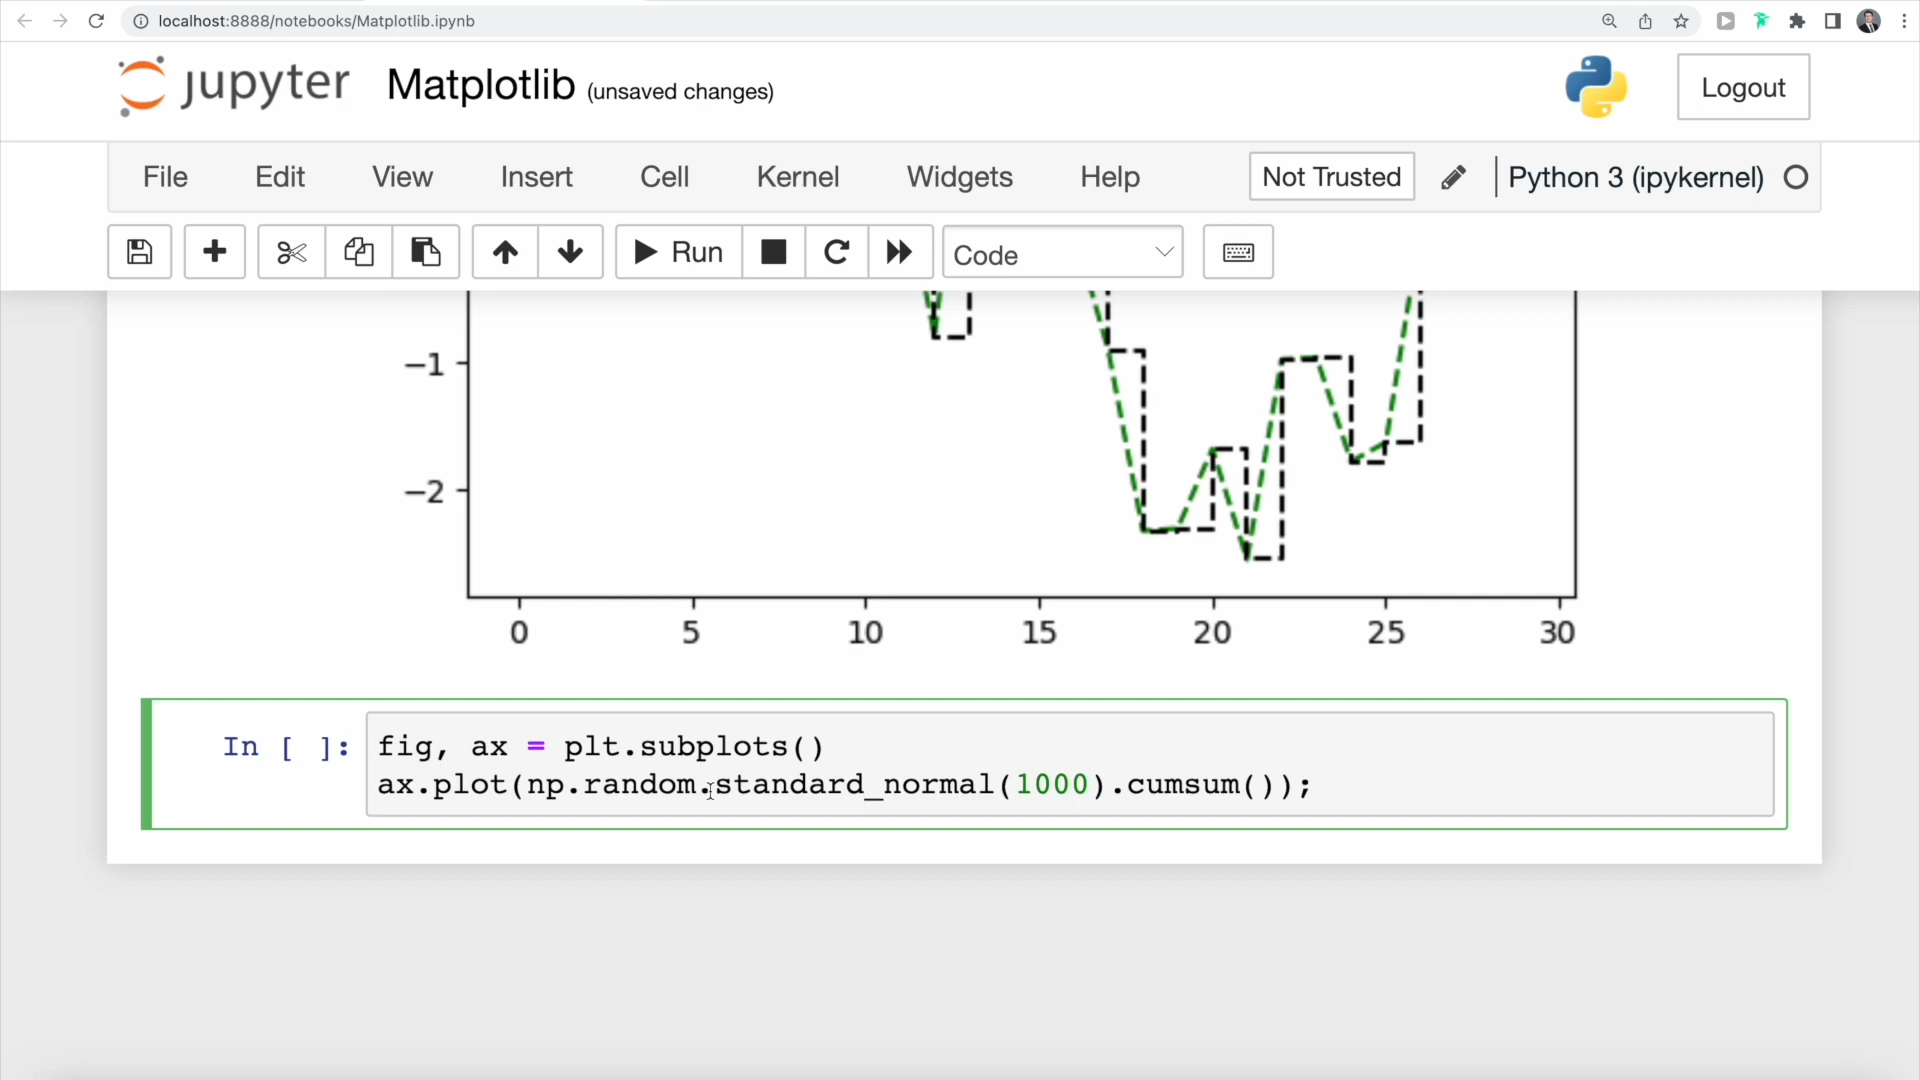 localhost:8888/notebooks/Matplotlib.ipynb
jupyter Matplotlib (unsaved changes) Logout
File Edit View Insert Cell Kernel Widgets Help Not Trusted Python 3 (ipykernel)
Run Code
−1
−2
0 5 10 15 20 25 30
In [ ]: fig, ax = plt.subplots()
ax.plot(np.random.standard_normal(1000).cumsum());